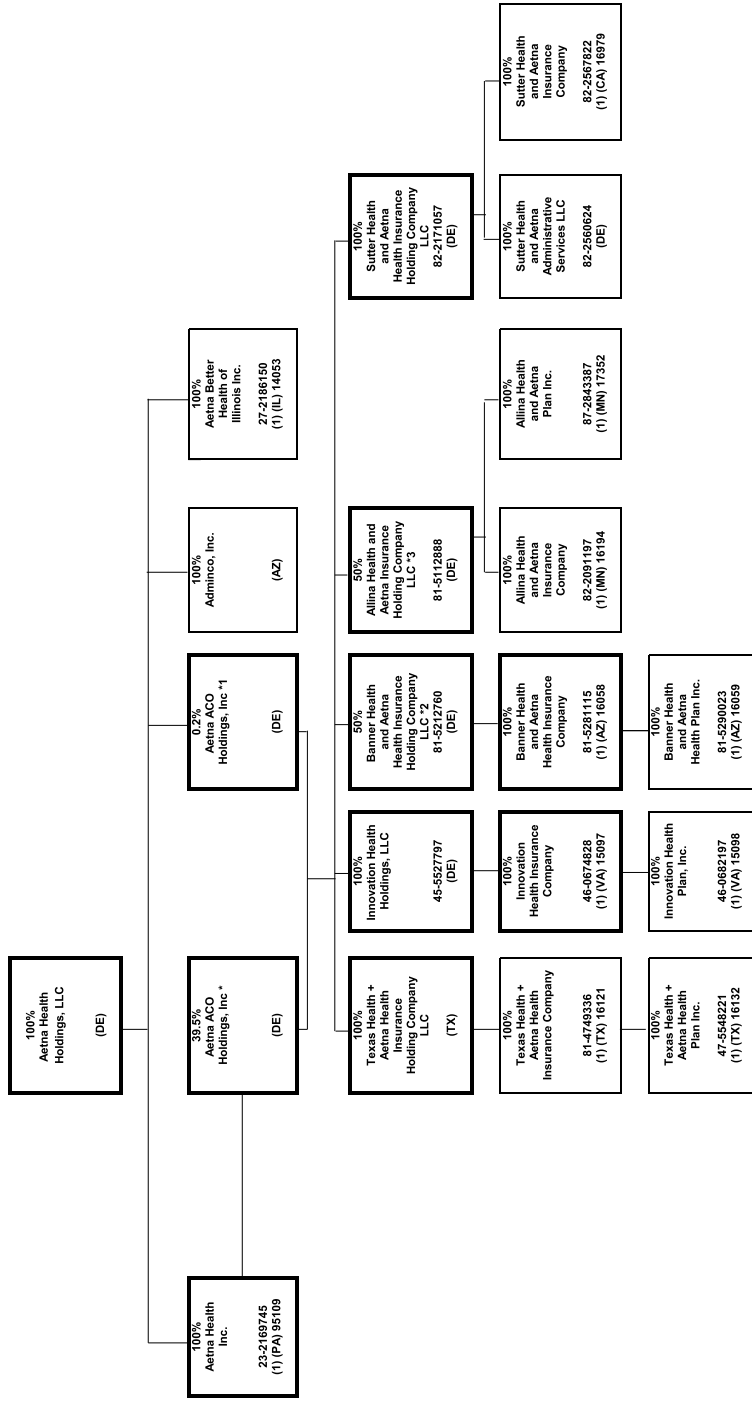 100%
Aetna Health
Holdings, LLC
(DE)
100%
Aetna Health
Inc.
23-2169745
(1) (PA) 95109
39.5%
Aetna ACO
Holdings, Inc *
(DE)
0.2%
Aetna ACO
Holdings, Inc *1
(DE)
100%
Adminco, Inc.
(AZ)
100%
Aetna Better
Health of
Illinois Inc.
27-2186150
(1) (IL) 14053
100%
Texas Health +
Aetna Health
Insurance
Holding Company
LLC
(TX)
100%
Innovation Health
Holdings, LLC
45-5527797
(DE)
50%
Banner Health
and Aetna
Health Insurance
Holding Company
LLC *2
81-5212760
(DE)
50%
Allina Health and
Aetna Insurance
Holding Company
LLC *3
81-5112888
(DE)
100%
Sutter Health
and Aetna
Health Insurance
Holding Company
LLC
82-2171057
(DE)
100%
Texas Health +
Aetna Health
Insurance Company
81-4749336
(1) (TX) 16121
100%
Innovation
Health Insurance
Company
46-0674828
(1) (VA) 15097
100%
Banner Health
and Aetna
Health Insurance
Company
81-5281115
(1) (AZ) 16058
100%
Allina Health
and Aetna
Insurance
Company
82-2091197
(1) (MN) 16194
100%
Allina Health
and Aetna
Plan Inc.
87-2843387
(1) (MN) 17352
100%
Sutter Health
and Aetna
Administrative
Services LLC
82-2560624
(DE)
100%
Sutter Health
and Aetna
Insurance
Company
82-2567822
(1) (CA) 16979
100%
Texas Health +
Aetna Health
Plan Inc.
47-5548221
(1) (TX) 16132
100%
Innovation Health
Plan, Inc.
46-0682197
(1) (VA) 15098
100%
Banner Health
and Aetna
Health Plan Inc.
81-5290023
(1) (AZ) 16059